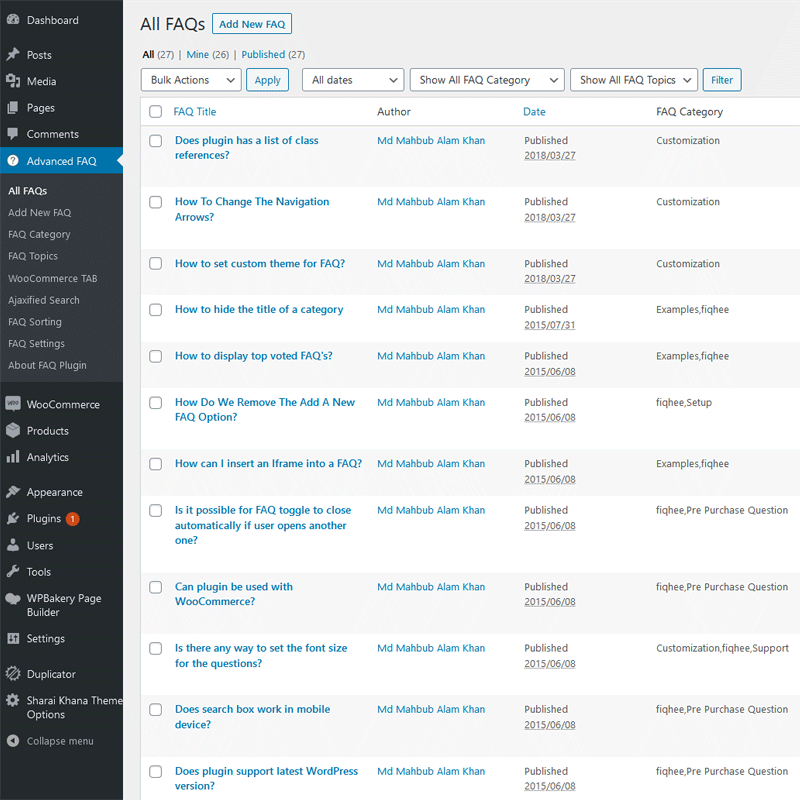 Dashboard
Posts
Media
Pages
Comments
Advanced FAQ
All FAQs
Add New FAQ
FAQ Category
FAQ Topics
WooCommerce TAB
Ajaxified Search
FAQ Sorting
FAQ Settings
About FAQ Plugin
WooCommerce
Products
Analytics
Appearance
Plugins 1
Users
Tools
WPBakery Page
Builder
Settings
Duplicator
Sharai Khana Theme
Options
Collapse menu
All FAQs Add New FAQ
All (27) | Mine (26) | Published (27)
Bulk Actions Apply All dates Show All FAQ Category Show All FAQ Topics Filter
FAQ Title Author Date FAQ Category
Does plugin has a list of class Md Mahbub Alam Khan Published Customization
references? 2018/03/27
How To Change The Navigation Md Mahbub Alam Khan Published Customization
Arrows? 2018/03/27
How to set custom theme for FAQ? Md Mahbub Alam Khan Published Customization
2018/03/27
How to hide the title of a category Md Mahbub Alam Khan Published Examples,fiqhee
2015/07/31
How to display top voted FAQ's? Md Mahbub Alam Khan Published Examples,fiqhee
2015/06/08
How Do We Remove The Add A New Md Mahbub Alam Khan Published fiqhee,Setup
FAQ Option? 2015/06/08
How can I insert an Iframe into a FAQ? Md Mahbub Alam Khan Published Examples,fiqhee
2015/06/08
Is it possible for FAQ toggle to close Md Mahbub Alam Khan Published fiqhee,Pre Purchase Question
automatically if user opens another 2015/06/08
one?
Can plugin be used with Md Mahbub Alam Khan Published fiqhee,Pre Purchase Question
WooCommerce? 2015/06/08
Is there any way to set the font size Md Mahbub Alam Khan Published Customization,fiqhee,Support
for the questions? 2015/06/08
Does search box work in mobile Md Mahbub Alam Khan Published fiqhee,Pre Purchase Question
device? 2015/06/08
Does plugin support latest WordPress Md Mahbub Alam Khan Published fiqhee,Pre Purchase Question
version? 2015/06/08